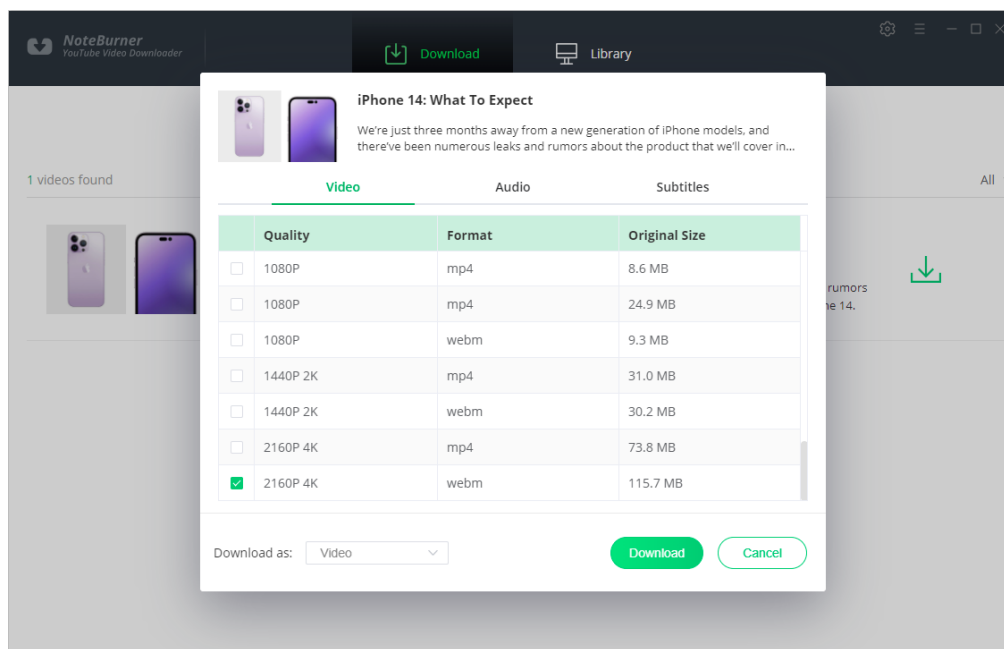 NoteBurner
YouTube Video Downloader
Download
Library
iPhone 14: What To Expect
We're just three months away from a new generation of iPhone models, and
there've been numerous leaks and rumors about the product that we'll cover in...
1 videos found
All
Video
Audio
Subtitles
Quality
Format
Original Size
1080P
mp4
8.6 MB
1080P
mp4
24.9 MB
1080P
webm
9.3 MB
1440P 2K
mp4
31.0 MB
1440P 2K
webm
30.2 MB
2160P 4K
mp4
73.8 MB
2160P 4K
webm
115.7 MB
rumors
14.
Download as:
Video
Download
Cancel